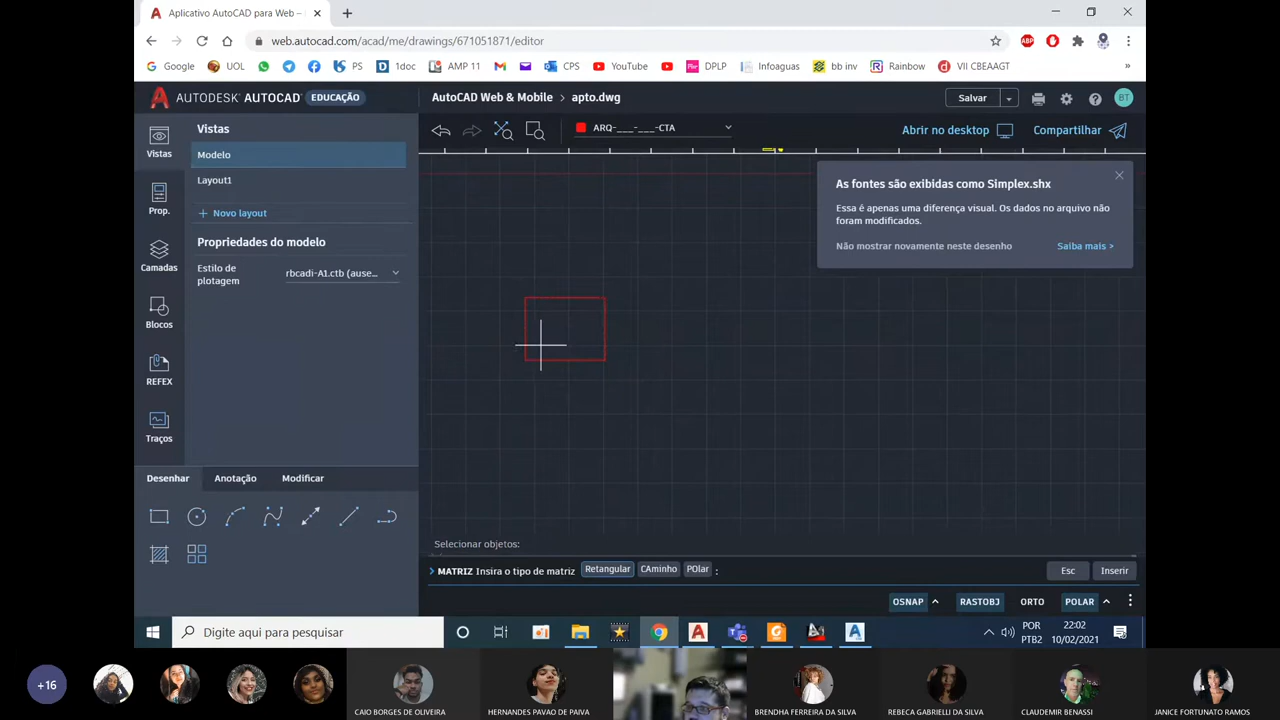 Aplicativo AutoCAD para Web –
web.autocad.com/acad/me/drawings/671051871/editor
ABP
Google UOL PS 1doc AMP 11 CPS YouTube DPLP Infoaguas bb inv Rainbow VII CBEAAGT »
AUTODESK AUTOCAD EDUCAÇÃO AutoCAD Web & Mobile > apto.dwg Salvar BT
ARQ-___-___-CTA Abrir no desktop Compartilhar
Vistas
Vistas
Modelo
Layout1
Novo layout
Prop.
Propriedades do modelo
Estilo de
plotagem
rbcadi-A1.ctb (ause...
Camadas
Blocos
REFEX
Traços
As fontes são exibidas como Simplex.shx
Essa é apenas uma diferença visual. Os dados no arquivo não
foram modificados.
Não mostrar novamente neste desenho Saiba mais >
Desenhar Anotação Modificar
Selecionar objetos:
MATRIZ Insira o tipo de matriz Retangular CAminho POlar : Esc Inserir
OSNAP RASTOBJ ORTO POLAR
Digite aqui para pesquisar
POR
PTB2
22:02
10/02/2021
+16
CAIO BORGES DE OLIVEIRA
HERNANDES PAVAO DE PAIVA
BRENDHA FERREIRA DA SILVA
REBECA GABRIELLI DA SILVA
CLAUDEMIR BENASSI
JANICE FORTUNATO RAMOS